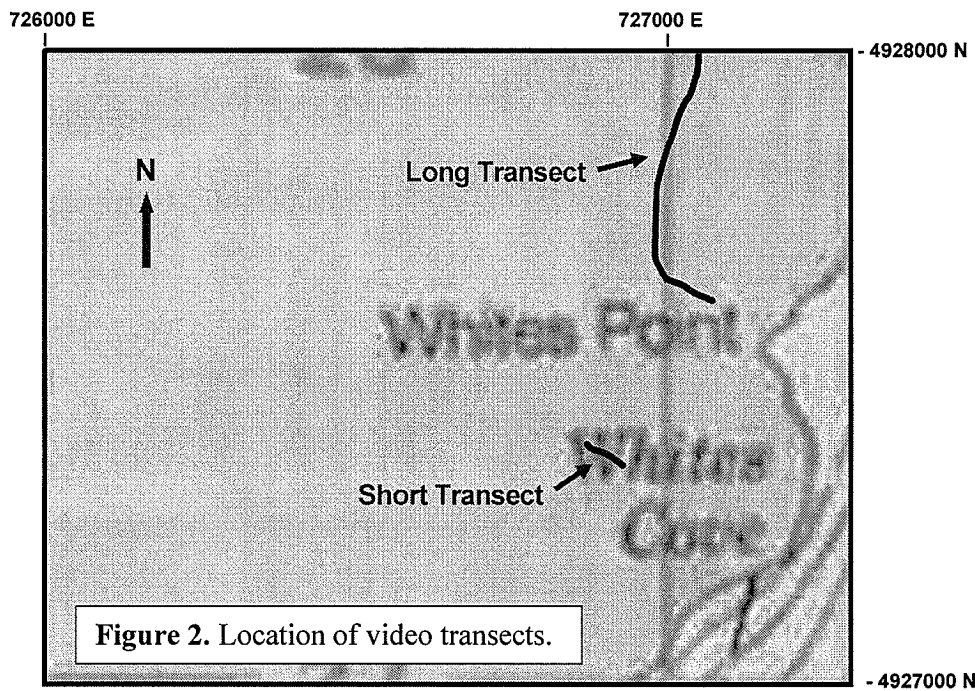 726000 E
727000 E
- 4928000 N
N
Long Transect
Whites Point
Whites
Short Transect
Cove
Figure 2. Location of video transects.
- 4927000 N